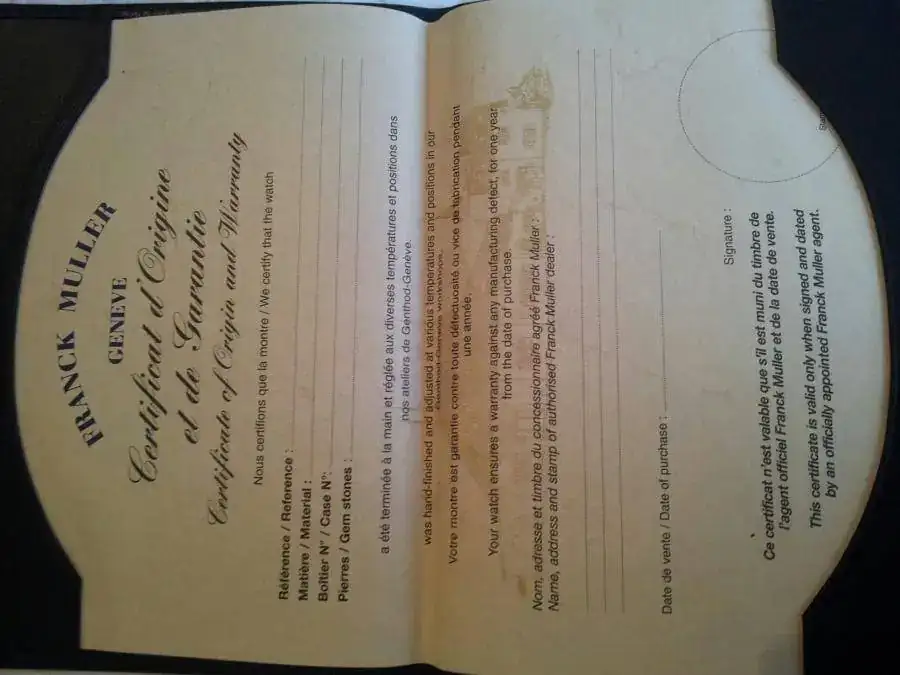 FRANCK MULLER
GENEVE
Certificat d'Origine
et de Garantie
Certificate of Origin and Warranty
Nous certifions que la montre / We certify that the watch
Référence / Reference :
Matière / Material :
Boîtier N° / Case N°:
Pierres / Gem stones :
a été terminée à la main et réglée aux diverses températures et positions dans
nos ateliers de Genthod-Genève.
was hand-finished and adjusted at various temperatures and positions in our
Genthod-Geneva workshops.
Votre montre est garantie contre toute défectuosité ou vice de fabrication pendant
une année.
Your watch ensures a warranty against any manufacturing defect, for one year
from the date of purchase.
Nom, adresse et timbre du concessionnaire agréé Franck Muller :
Name, address and stamp of authorised Franck Muller dealer :
Date de vente / Date of purchase :
Signature :
Ce certificat n'est valable que s'il est muni du timbre de
l'agent officiel Franck Muller et de la date de vente.
This certificate is valid only when signed and dated
by an officially appointed Franck Muller agent.